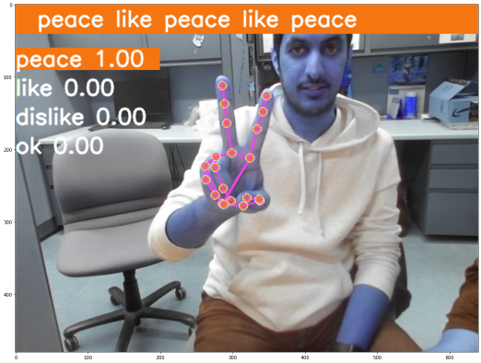 0
peace like peace like peace
peace 1.00
100
like 0.00
dislike 0.00
ok 0.00
200
300
400
0 100 200 300 400 500 600